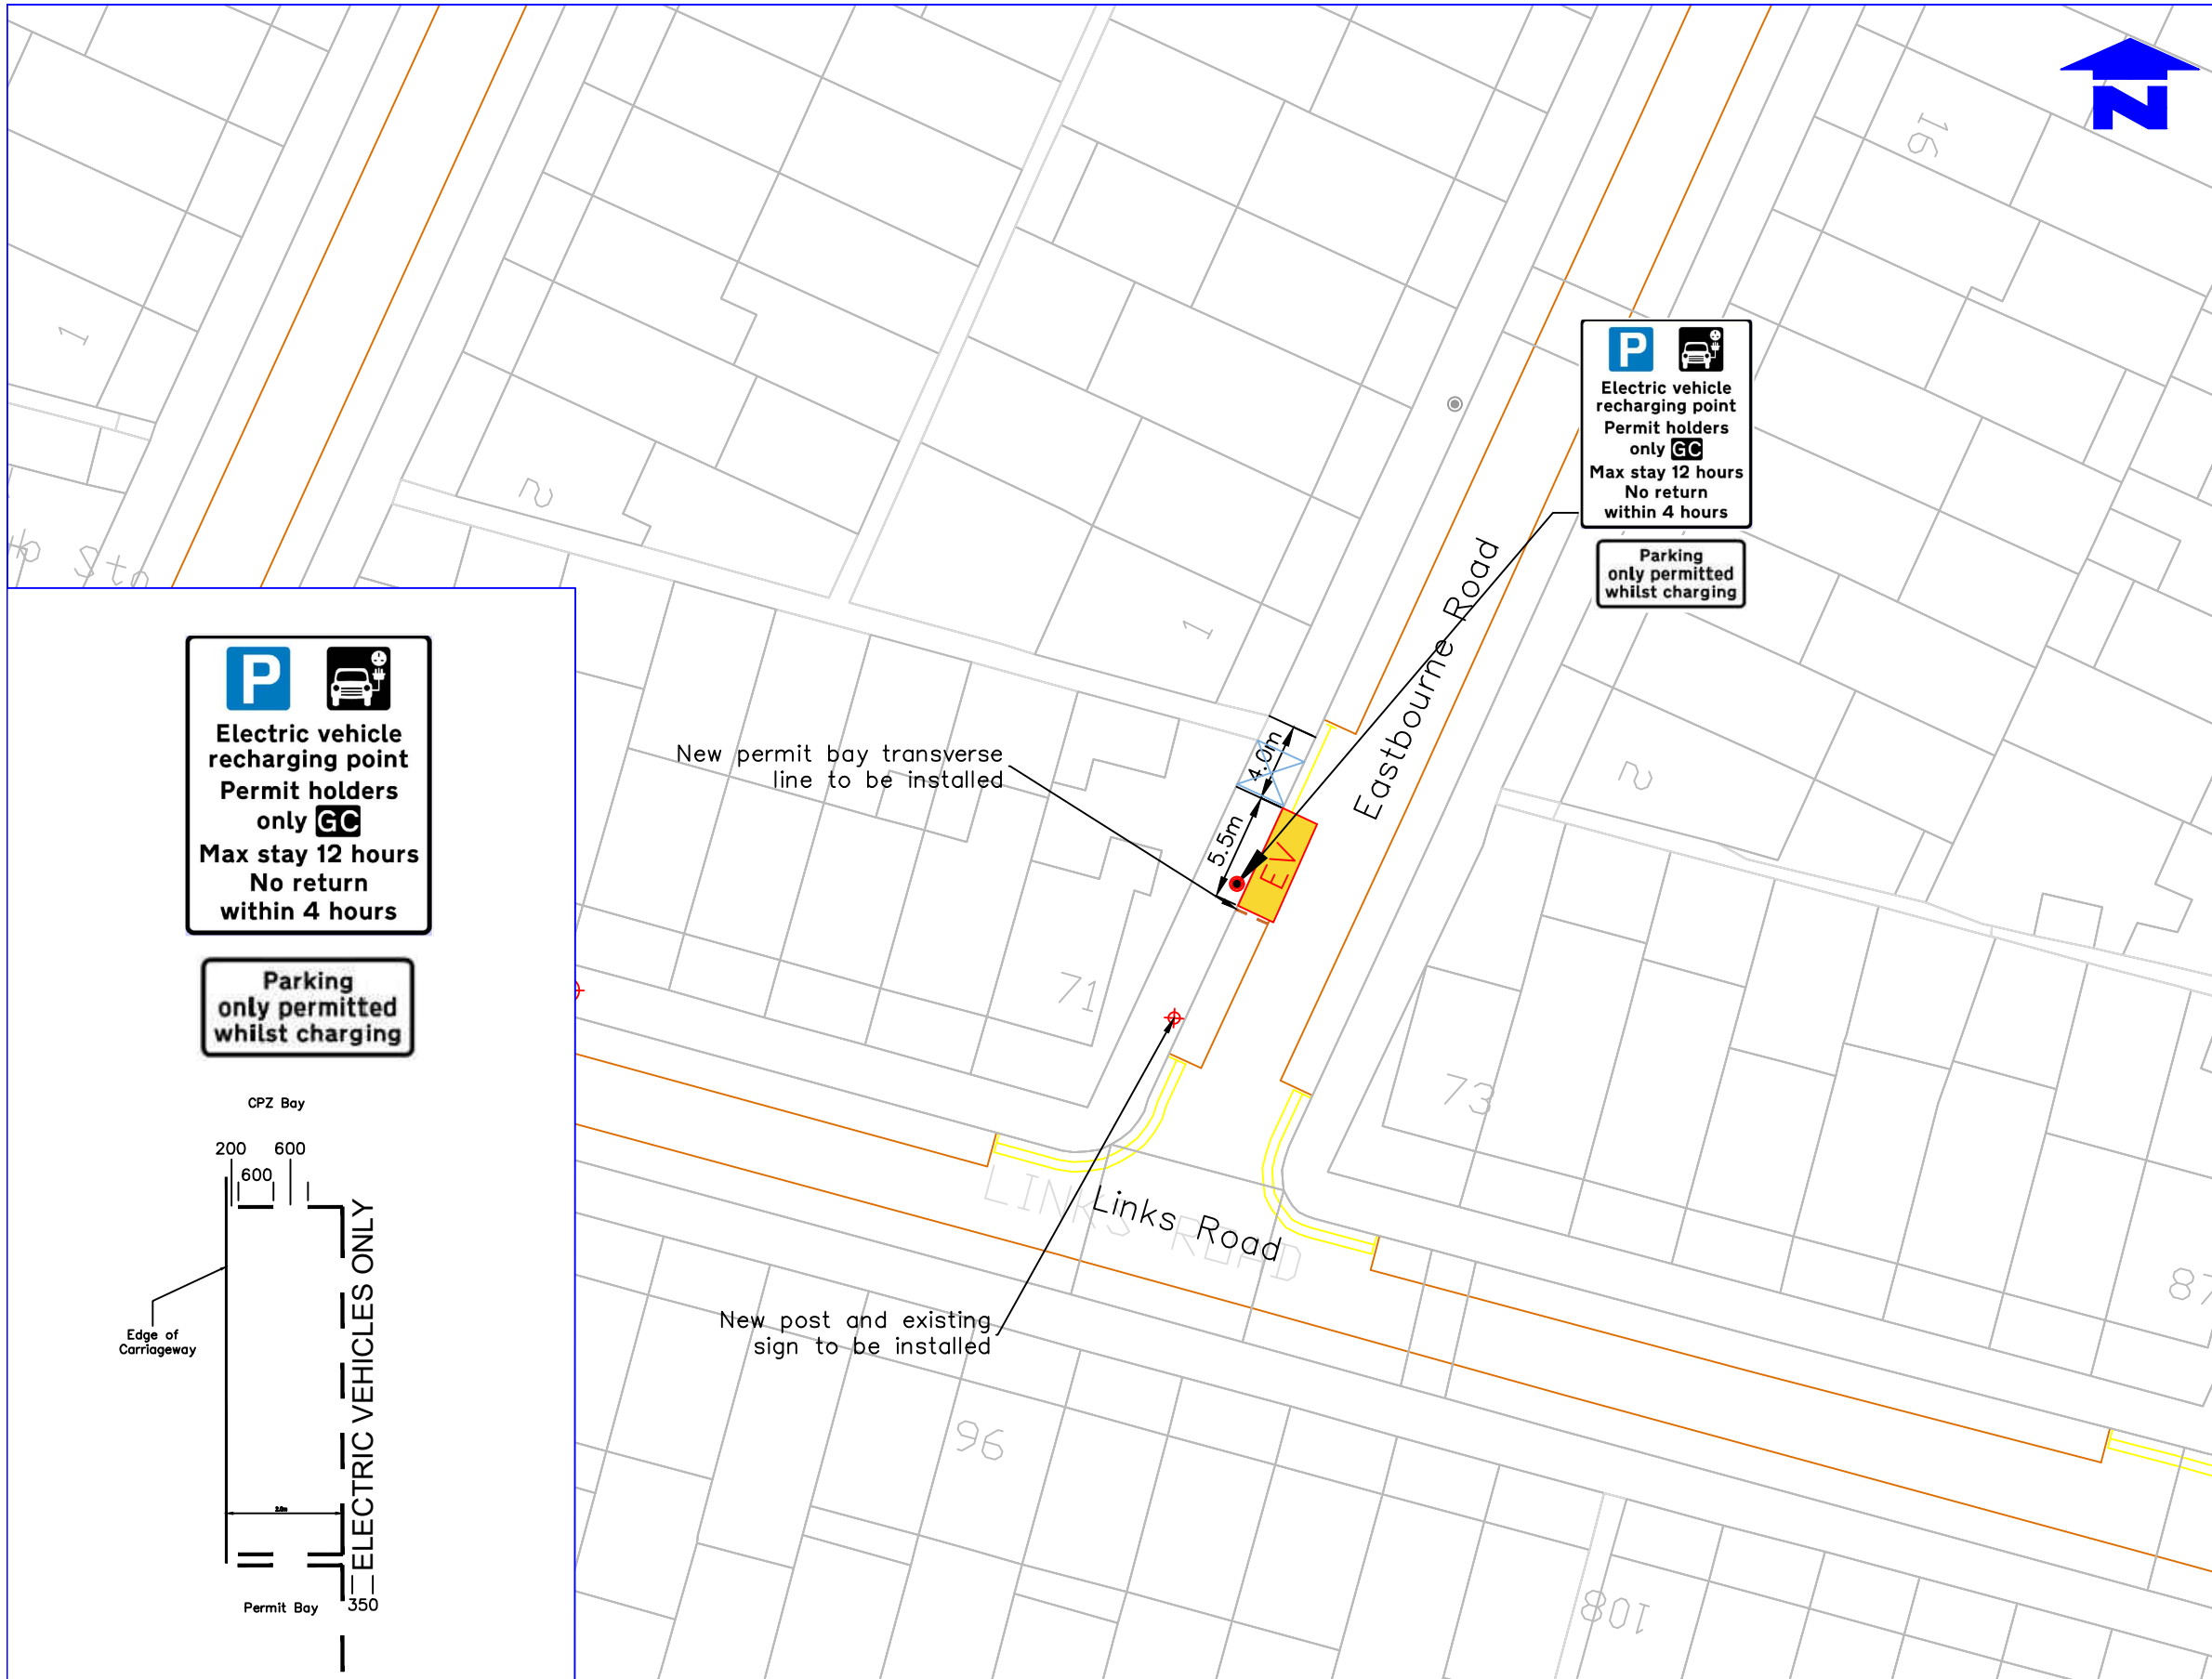 N
16
1
2
P
Electric vehicle
recharging point
Permit holders
only GC
Max stay 12 hours
No return
within 4 hours
Parking
only permitted
whilst charging
Eastbourne Road
1
2
New permit bay transverse
line to be installed
4.0m
5.5m
EV
71
73
87
LINKS ROAD
Links Road
New post and existing
sign to be installed
96
108
P
Electric vehicle
recharging point
Permit holders
only GC
Max stay 12 hours
No return
within 4 hours
Parking
only permitted
whilst charging
CPZ Bay
200
600
600
Edge of
Carriageway
ELECTRIC VEHICLES ONLY
Permit Bay
350